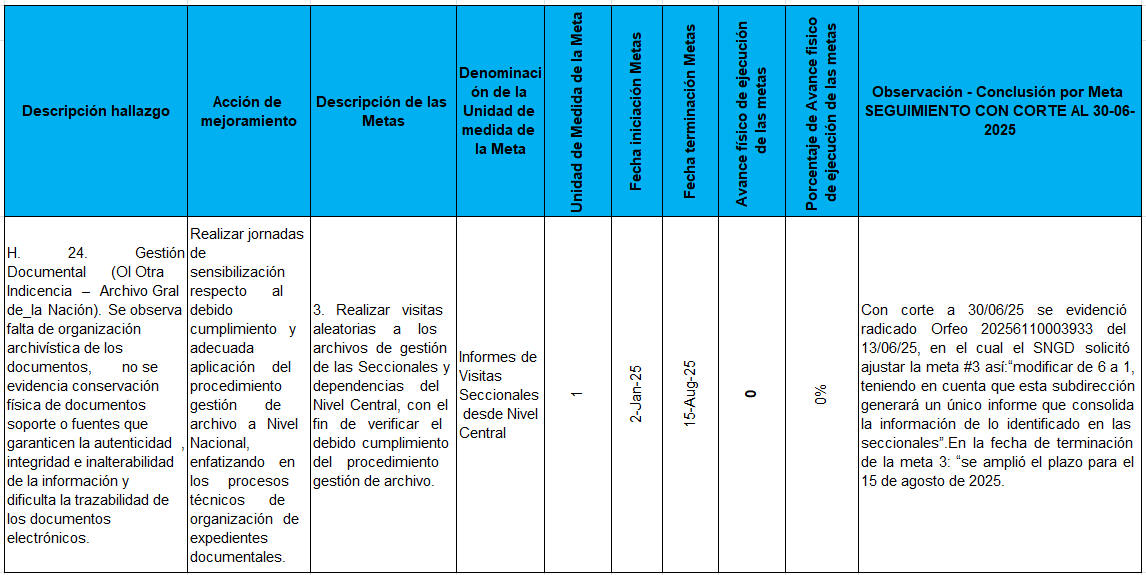 Descripción hallazgo
Acción de
mejoramiento
Descripción de las
Metas
Denominaci
ón de la
Unidad de
medida de
la Meta
Unidad de Medida de la Meta
Fecha iniciación Metas
Fecha terminación Metas
Avance físico de ejecución
de las metas
Porcentaje de Avance físico
de ejecución de las metas
Observación - Conclusión por Meta
SEGUIMIENTO CON CORTE AL 30-06-
2025
H. 24. Gestión
Documental (OI Otra
Indicencia – Archivo Gral
de_la Nación). Se observa
falta de organización
archivística de los
documentos, no se
evidencia conservación
física de documentos
soporte o fuentes que
garanticen la autenticidad ,
integridad e inalterabilidad
de la información y
dificulta la trazabilidad de
los documentos
electrónicos.
Realizar jornadas
de
sensibilización
respecto al
debido
cumplimiento y
adecuada
aplicación del
procedimiento
gestión de
archivo a Nivel
Nacional,
enfatizando en
los procesos
técnicos de
organización de
expedientes
documentales.
3. Realizar visitas
aleatorias a los
archivos de gestión
de las Seccionales y
dependencias del
Nivel Central, con el
fin de verificar el
debido cumplimiento
del procedimiento
gestión de archivo.
Informes de
Visitas
Seccionales
desde Nivel
Central
1
2-Jan-25
15-Aug-25
0
0%
Con corte a 30/06/25 se evidenció
radicado Orfeo 20256110003933 del
13/06/25, en el cual el SNGD solicitó
ajustar la meta #3 así:“modificar de 6 a 1,
teniendo en cuenta que esta subdirección
generará un único informe que consolida
la información de lo identificado en las
seccionales”.En la fecha de terminación
de la meta 3: “se amplió el plazo para el
15 de agosto de 2025.